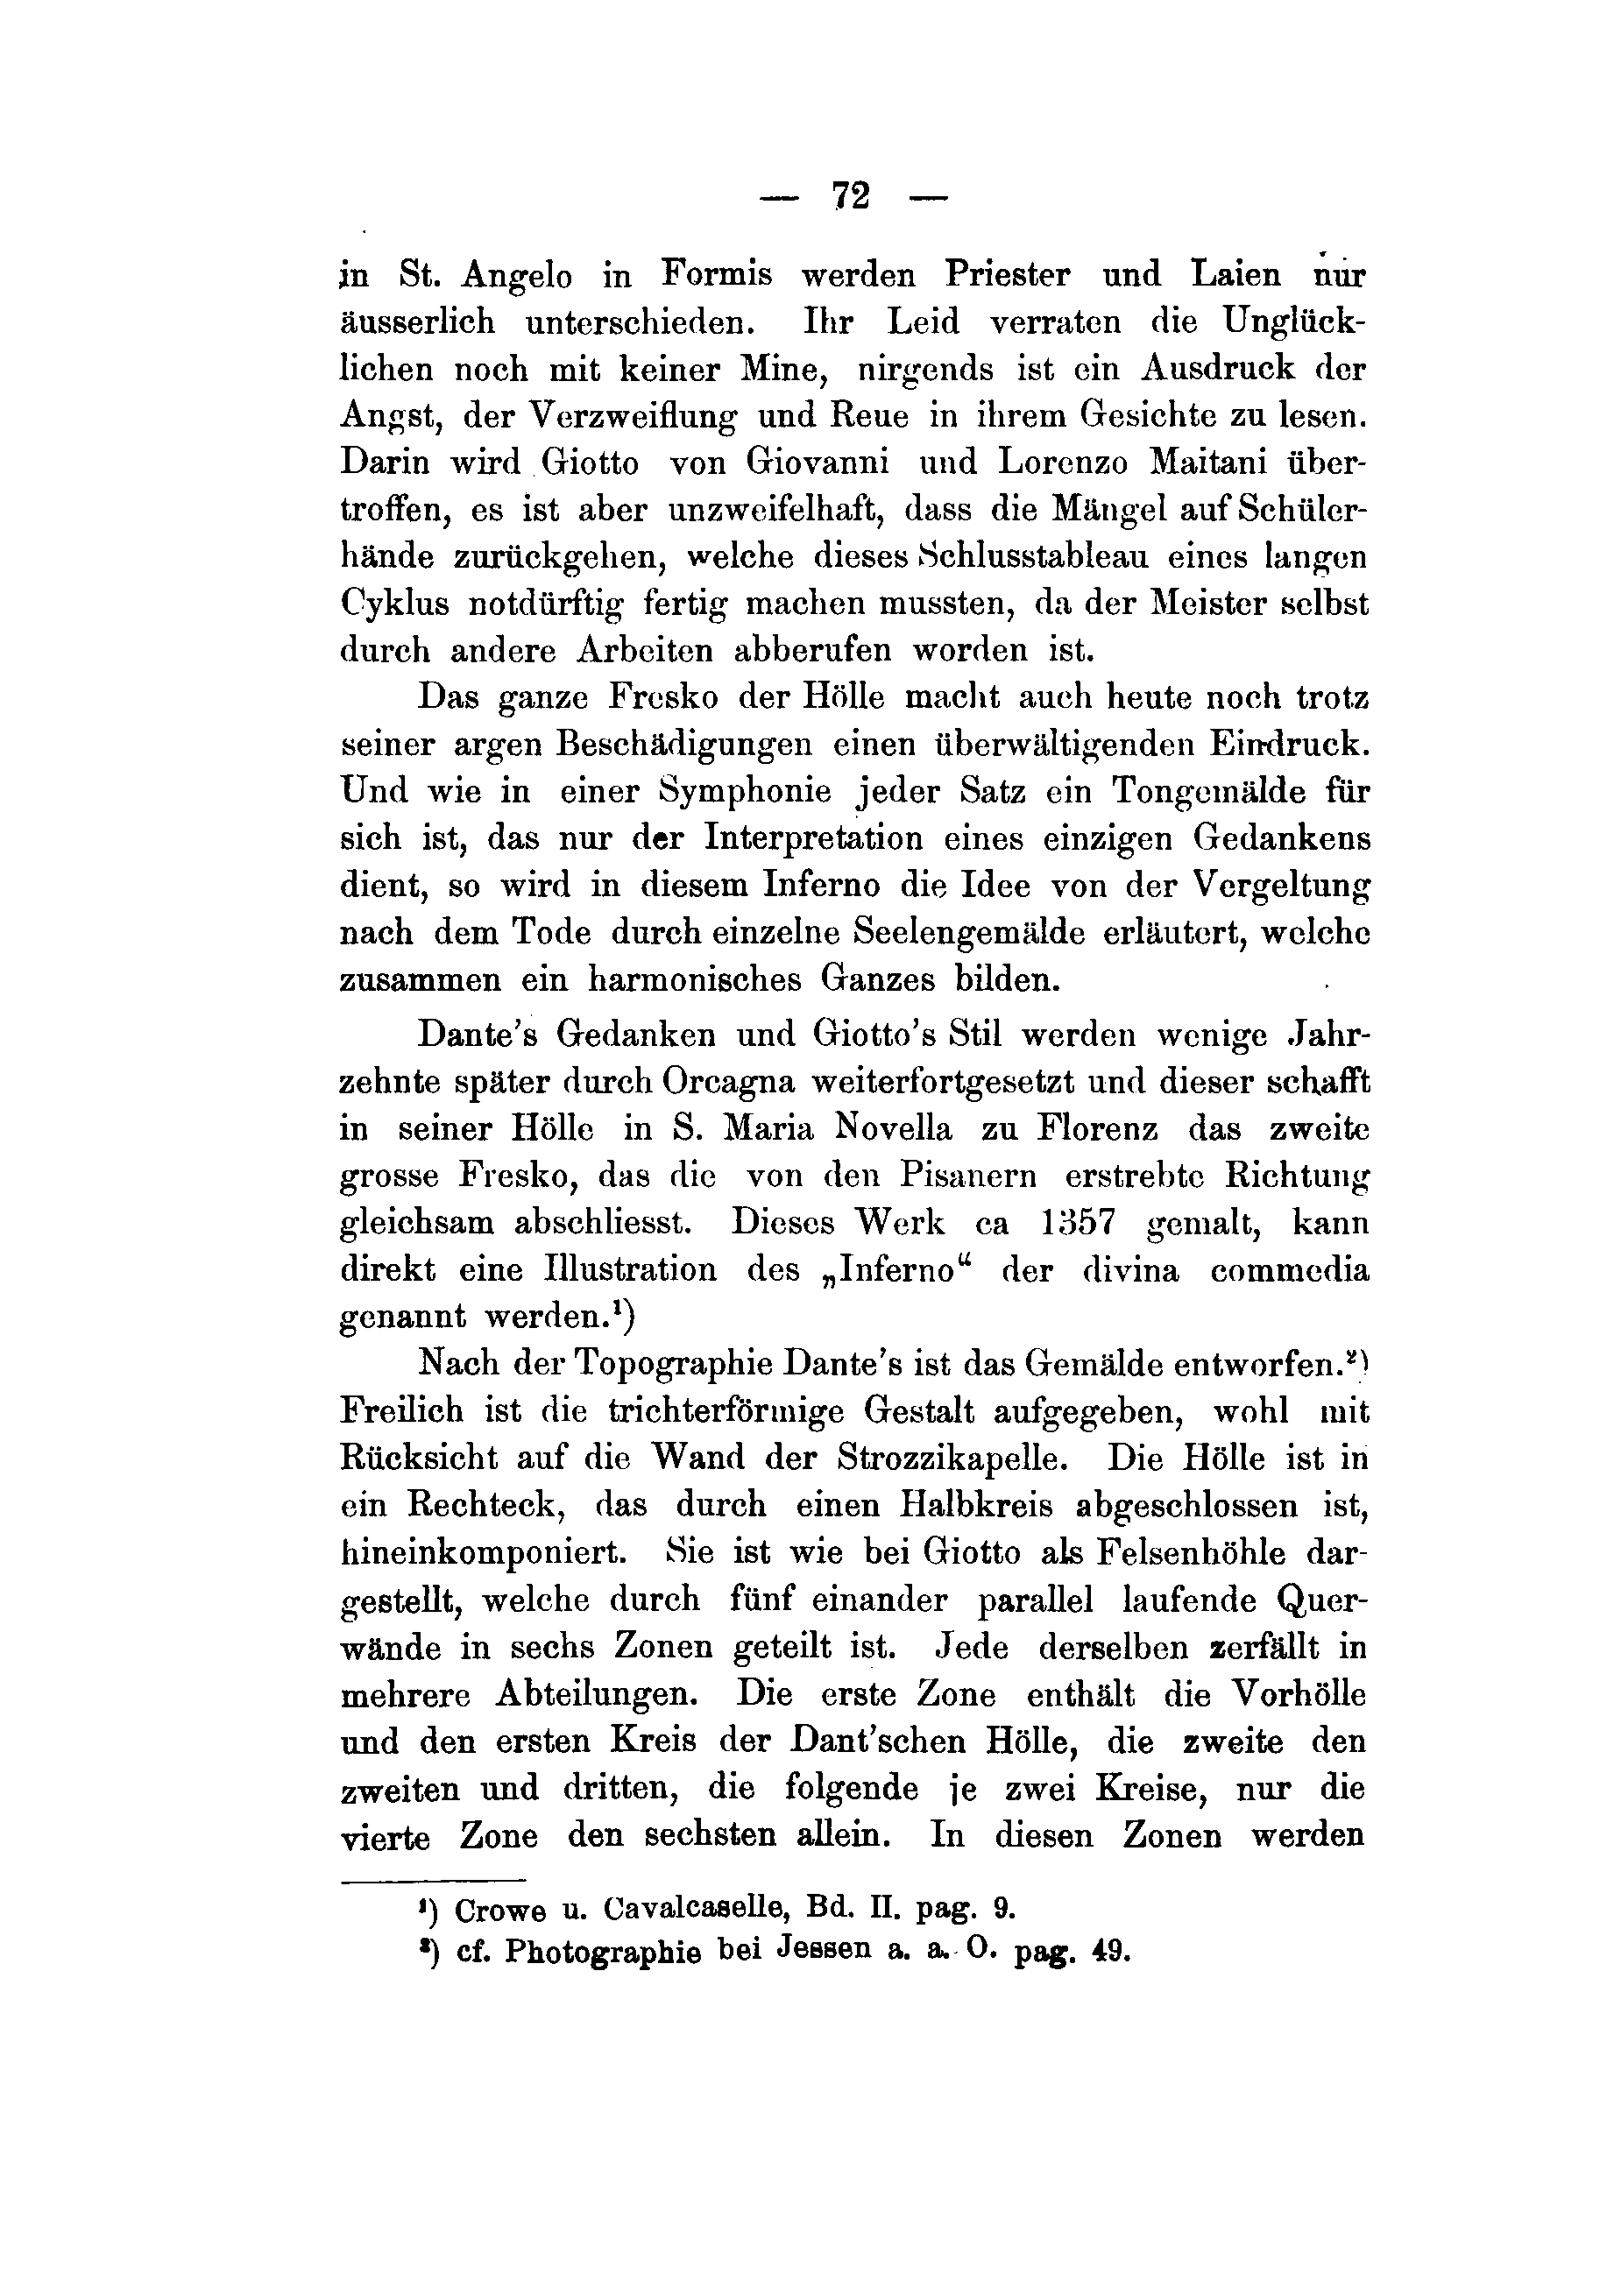 — 72 —
in St. Angelo in Formis werden Priester und Laien nur
äusserlich unterschieden. Ihr Leid verraten die Unglück-
lichen noch mit keiner Mine, nirgends ist ein Ausdruck der
Angst, der Verzweiflung und Reue in ihrem Gesichte zu lesen.
Darin wird Giotto von Giovanni und Lorenzo Maitani über-
troffen, es ist aber unzweifelhaft, dass die Mängel auf Schüler-
hände zurückgehen, welche dieses Schlusstableau eines langen
Cyklus notdürftig fertig machen mussten, da der Meister selbst
durch andere Arbeiten abberufen worden ist.
Das ganze Fresko der Hölle macht auch heute noch trotz
seiner argen Beschädigungen einen überwältigenden Eindruck.
Und wie in einer Symphonie jeder Satz ein Tongemälde für
sich ist, das nur der Interpretation eines einzigen Gedankens
dient, so wird in diesem Inferno die Idee von der Vergeltung
nach dem Tode durch einzelne Seelengemälde erläutert, welche
zusammen ein harmonisches Ganzes bilden.
Dante's Gedanken und Giotto's Stil werden wenige Jahr-
zehnte später durch Orcagna weiterfortgesetzt und dieser schafft
in seiner Hölle in S. Maria Novella zu Florenz das zweite
grosse Fresko, das die von den Pisanern erstrebte Richtung
gleichsam abschliesst. Dieses Werk ca 1357 gemalt, kann
direkt eine Illustration des „Inferno“ der divina commedia
genannt werden.¹)
Nach der Topographie Dante's ist das Gemälde entworfen.²)
Freilich ist die trichterförmige Gestalt aufgegeben, wohl mit
Rücksicht auf die Wand der Strozzikapelle. Die Hölle ist in
ein Rechteck, das durch einen Halbkreis abgeschlossen ist,
hineinkomponiert. Sie ist wie bei Giotto als Felsenhöhle dar-
gestellt, welche durch fünf einander parallel laufende Quer-
wände in sechs Zonen geteilt ist. Jede derselben zerfällt in
mehrere Abteilungen. Die erste Zone enthält die Vorhölle
und den ersten Kreis der Dant'schen Hölle, die zweite den
zweiten und dritten, die folgende je zwei Kreise, nur die
vierte Zone den sechsten allein. In diesen Zonen werden
¹) Crowe u. Cavalcaselle, Bd. II. pag. 9.
²) cf. Photographie bei Jessen a. a. O. pag. 49.